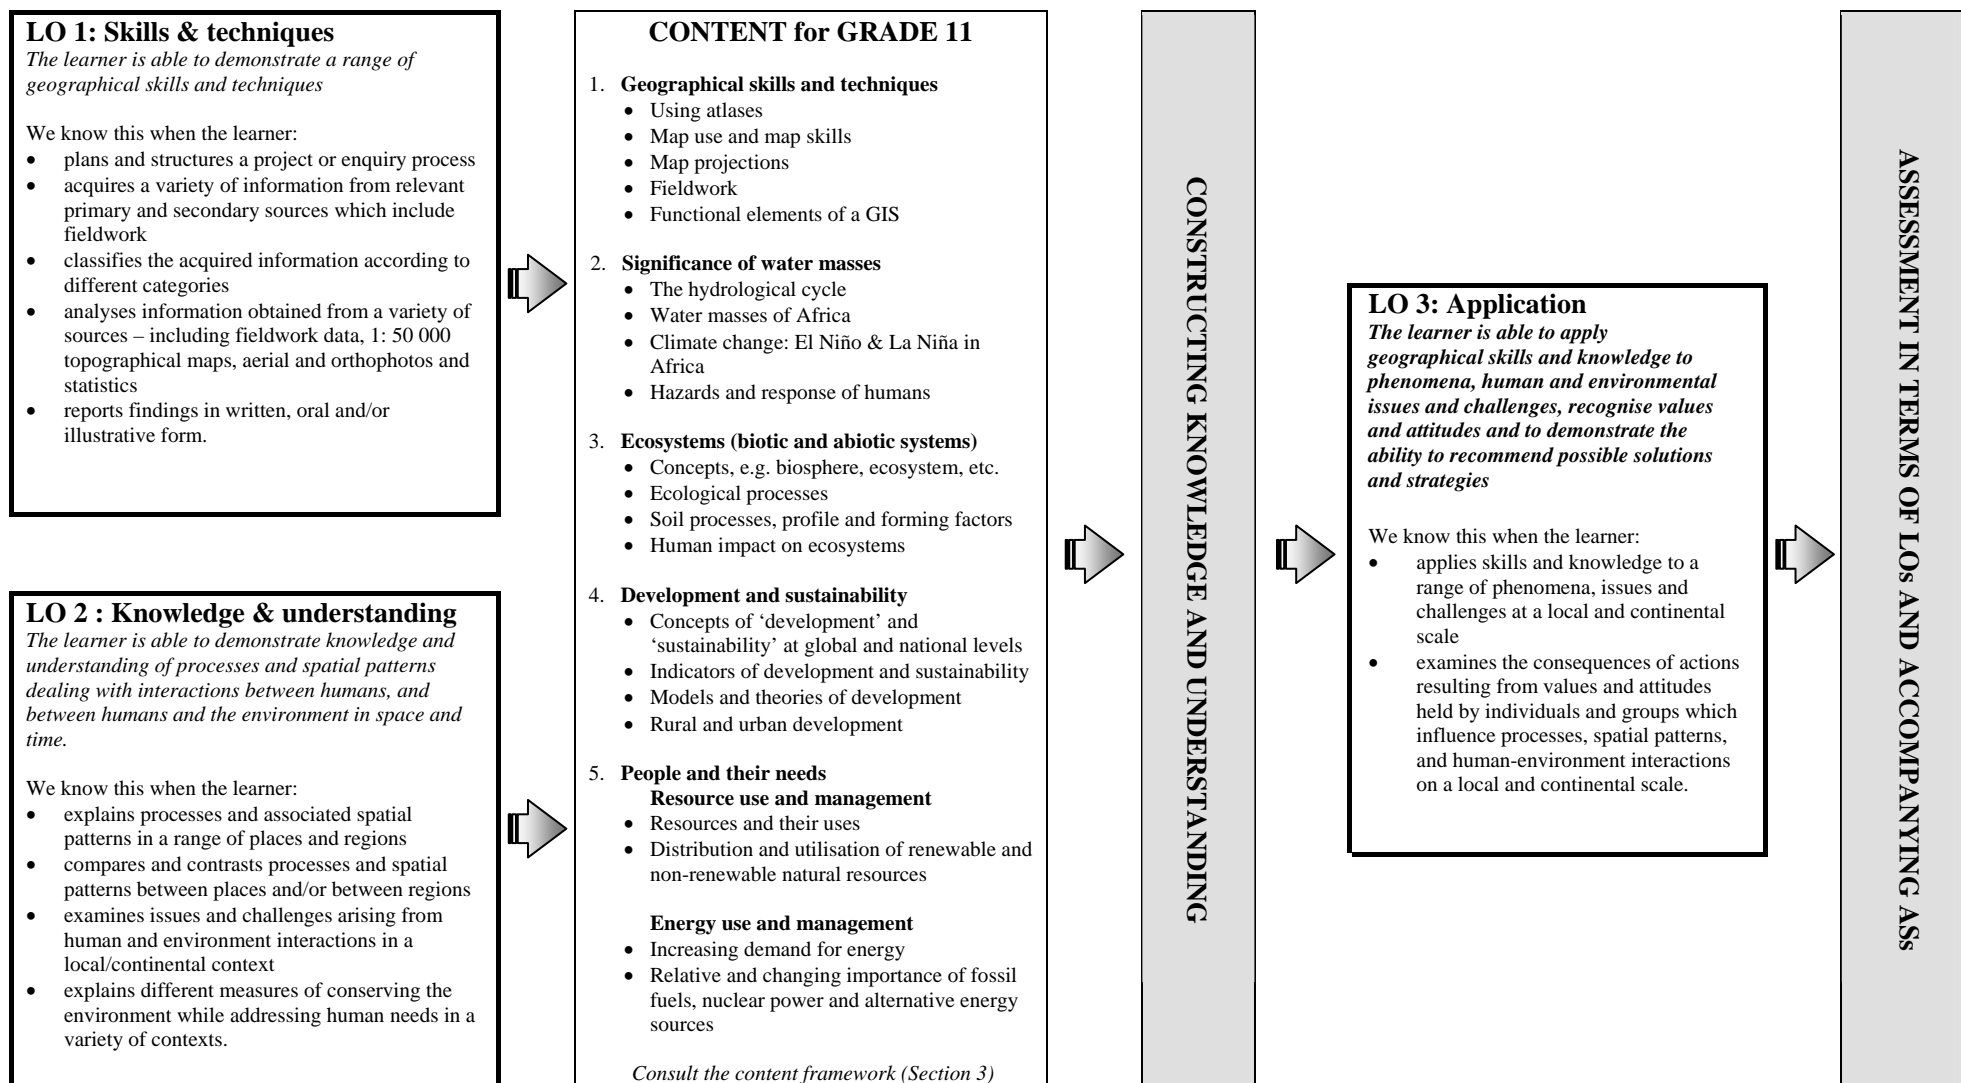 LO 1: Skills & techniques
The learner is able to demonstrate a range of
geographical skills and techniques
We know this when the learner:
• plans and structures a project or enquiry process
• acquires a variety of information from relevant
primary and secondary sources which include
fieldwork
• classifies the acquired information according to
different categories
• analyses information obtained from a variety of
sources – including fieldwork data, 1: 50 000
topographical maps, aerial and orthophotos and
statistics
• reports findings in written, oral and/or
illustrative form.
LO 2 : Knowledge & understanding
The learner is able to demonstrate knowledge and
understanding of processes and spatial patterns
dealing with interactions between humans, and
between humans and the environment in space and
time.
We know this when the learner:
• explains processes and associated spatial
patterns in a range of places and regions
• compares and contrasts processes and spatial
patterns between places and/or between regions
• examines issues and challenges arising from
human and environment interactions in a
local/continental context
• explains different measures of conserving the
environment while addressing human needs in a
variety of contexts.
CONTENT for GRADE 11
1. Geographical skills and techniques
• Using atlases
• Map use and map skills
• Map projections
• Fieldwork
• Functional elements of a GIS
2. Significance of water masses
• The hydrological cycle
• Water masses of Africa
• Climate change: El Niño & La Niña in
Africa
• Hazards and response of humans
3. Ecosystems (biotic and abiotic systems)
• Concepts, e.g. biosphere, ecosystem, etc.
• Ecological processes
• Soil processes, profile and forming factors
• Human impact on ecosystems
4. Development and sustainability
• Concepts of ‘development’ and
‘sustainability’ at global and national levels
• Indicators of development and sustainability
• Models and theories of development
• Rural and urban development
5. People and their needs
Resource use and management
• Resources and their uses
• Distribution and utilisation of renewable and
non-renewable natural resources
Energy use and management
• Increasing demand for energy
• Relative and changing importance of fossil
fuels, nuclear power and alternative energy
sources
Consult the content framework (Section 3)
CONSTRUCTING KNOWLEDGE AND UNDERSTANDING
LO 3: Application
The learner is able to apply
geographical skills and knowledge to
phenomena, human and environmental
issues and challenges, recognise values
and attitudes and to demonstrate the
ability to recommend possible solutions
and strategies
We know this when the learner:
• applies skills and knowledge to a
range of phenomena, issues and
challenges at a local and continental
scale
• examines the consequences of actions
resulting from values and attitudes
held by individuals and groups which
influence processes, spatial patterns,
and human-environment interactions
on a local and continental scale.
ASSESSMENT IN TERMS OF LOs AND ACCOMPANYING ASs